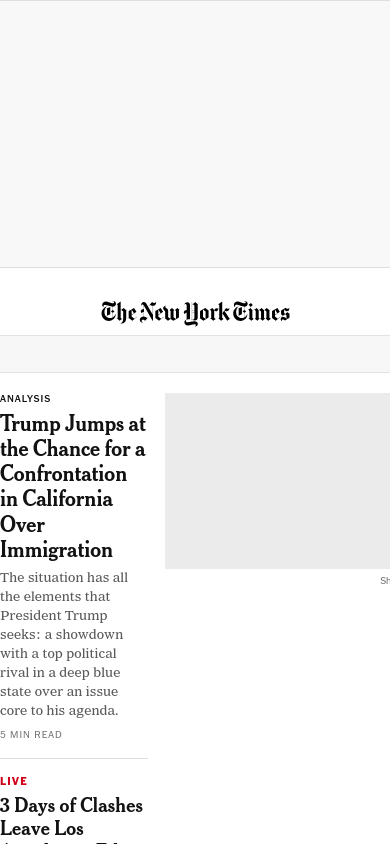 The New York Times
ANALYSIS
Trump Jumps at
the Chance for a
Confrontation
in California
Over
Immigration
The situation has all
the elements that
President Trump
seeks: a showdown
with a top political
rival in a deep blue
state over an issue
core to his agenda.
5 MIN READ
LIVE
3 Days of Clashes
Leave Los